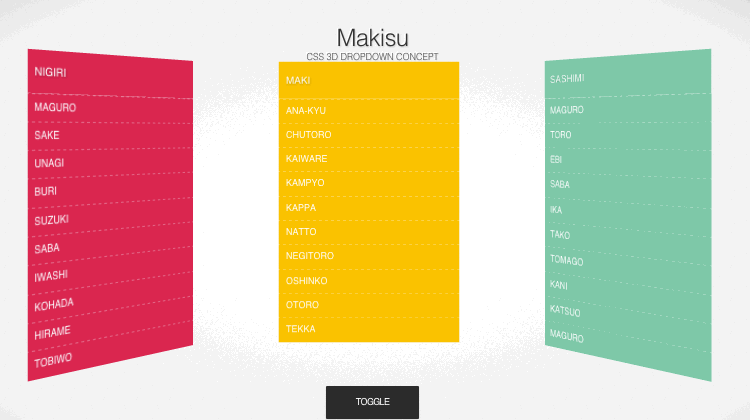 Makisu
CSS 3D DROPDOWN CONCEPT
NIGIRI
MAGURO
SAKE
UNAGI
BURI
SUZUKI
SABA
IWASHI
KOHADA
HIRAME
TOBIWO
MAKI
ANA-KYU
CHUTORO
KAIWARE
KAMPYO
KAPPA
NATTO
NEGITORO
OSHINKO
OTORO
TEKKA
SASHIMI
MAGURO
TORO
EBI
SABA
IKA
TAKO
TOMAGO
KANI
KATSUO
MAGURO
TOGGLE